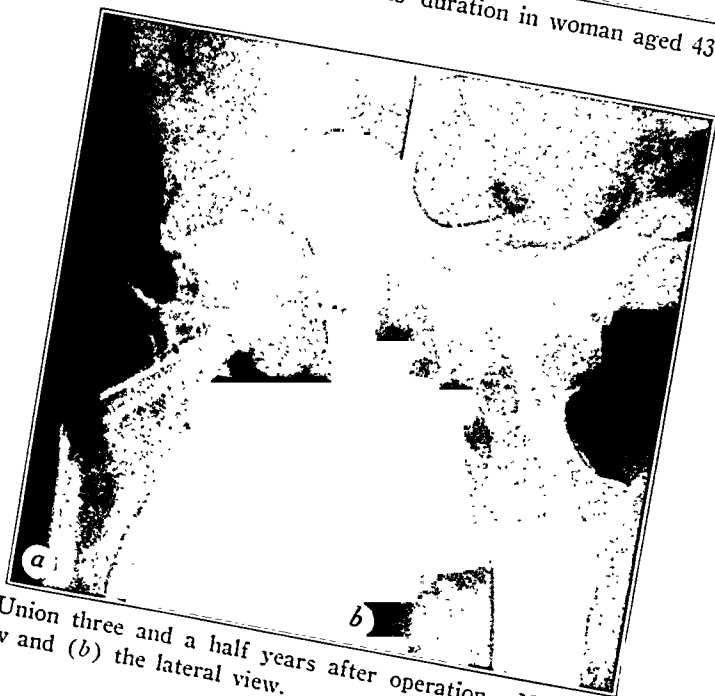 duration in woman aged 43
a
b
Union three and a half years after operation
and (b) the lateral view.